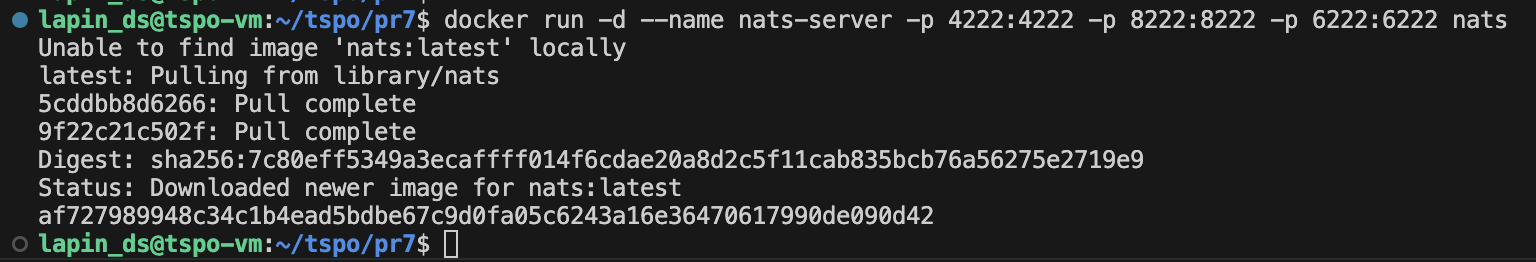 lapin_ds@tspo-vm:~/tspo/pr7$ docker run -d --name nats-server -p 4222:4222 -p 8222:8222 -p 6222:6222 nats
Unable to find image 'nats:latest' locally
latest: Pulling from library/nats
5cddbb8d6266: Pull complete
9f22c21c502f: Pull complete
Digest: sha256:7c80eff5349a3ecaffff014f6cdae20a8d2c5f11cab835bcb76a56275e2719e9
Status: Downloaded newer image for nats:latest
af727989948c34c1b4ead5bdbe67c9d0fa05c6243a16e36470617990de090d42
lapin_ds@tspo-vm:~/tspo/pr7$